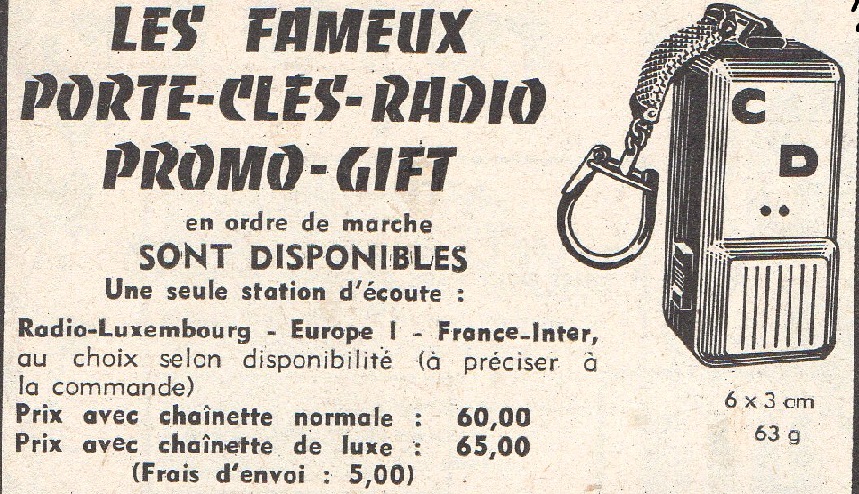 LES FAMEUX
PORTE-CLES-RADIO
PROMO-GIFT
en ordre de marche
SONT DISPONIBLES
Une seule station d'écoute :
Radio-Luxembourg - Europe I - France-Inter,
au choix selon disponibilité (à préciser à
la commande)
Prix avec chaînette normale : 60,00
Prix avec chaînette de luxe : 65,00
(Frais d'envoi : 5,00)
C
D
6 x 3 cm
63 g